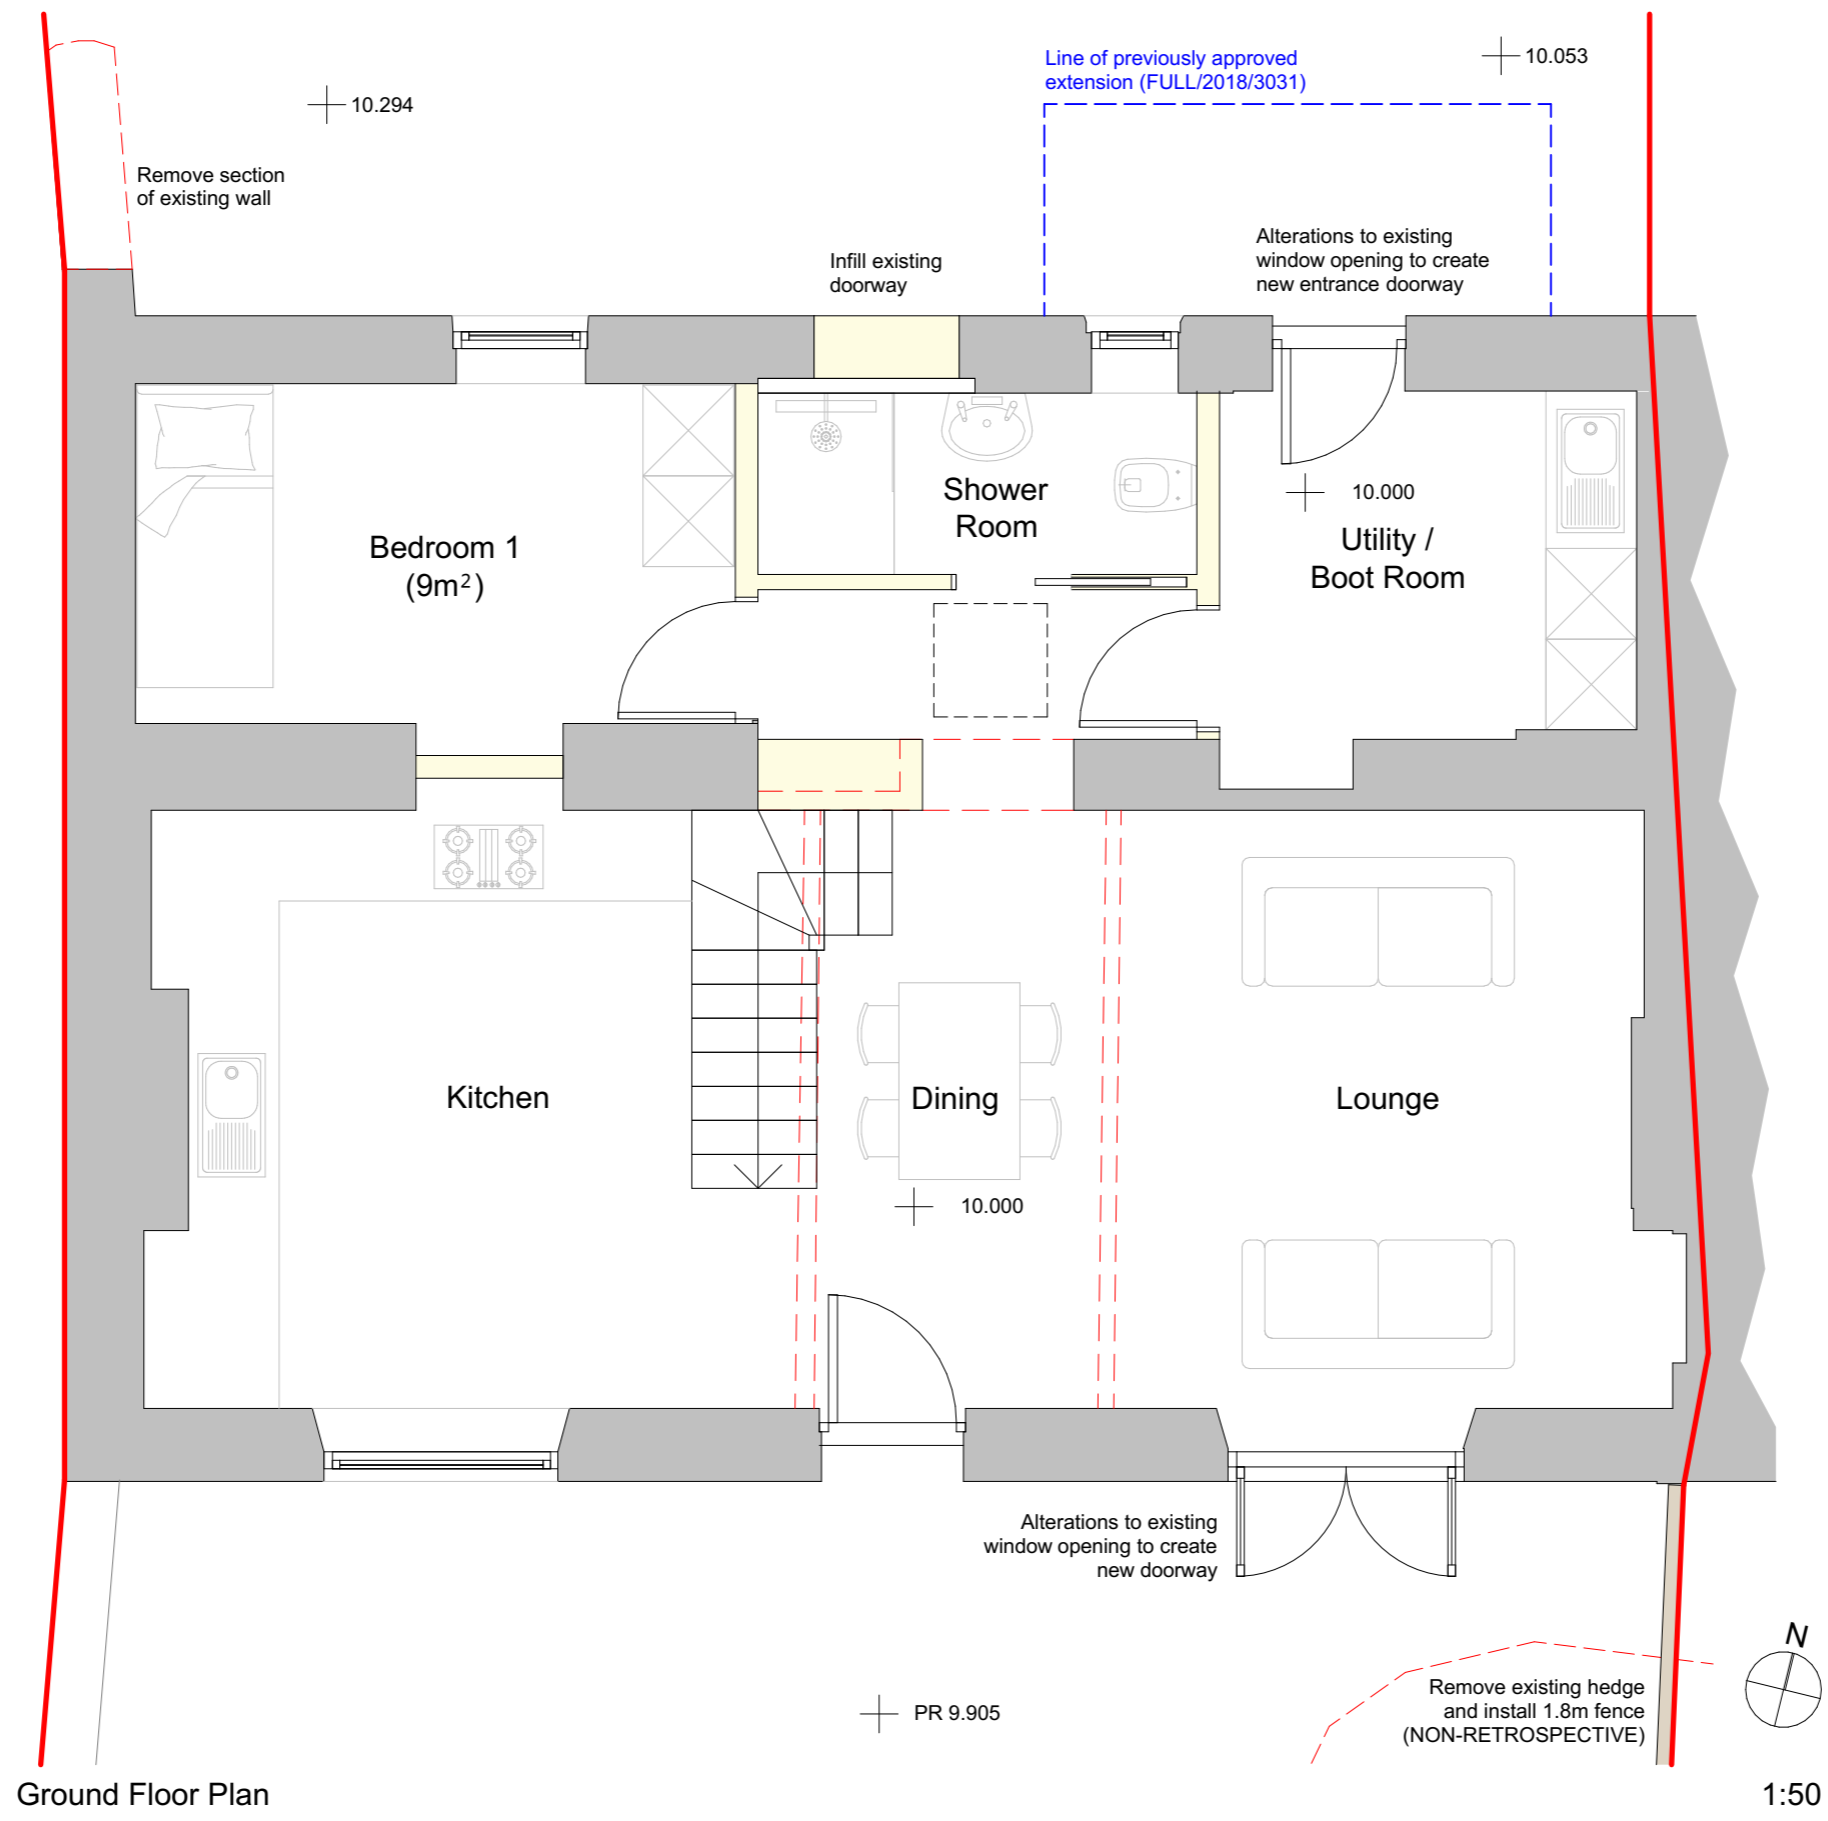 Line of previously approved
extension (FULL/2018/3031)
10.053
10.294
Remove section
of existing wall
Infill existing
doorway
Alterations to existing
window opening to create
new entrance doorway
Bedroom 1
(9m²)
Shower
Room
10.000
Utility /
Boot Room
Kitchen
Dining
Lounge
10.000
Alterations to existing
window opening to create
new doorway
N
Remove existing hedge
and install 1.8m fence
(NON-RETROSPECTIVE)
PR 9.905
Ground Floor Plan
1:50